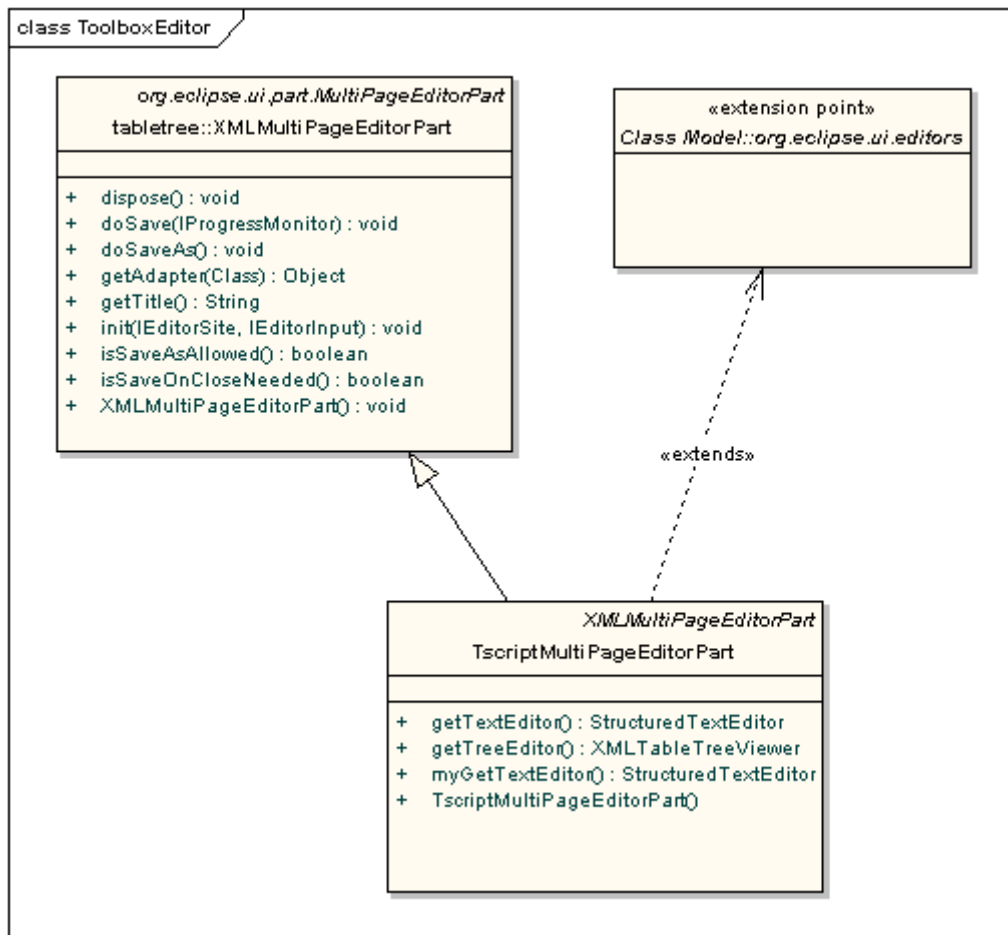 class ToolboxEditor
org.eclipse.ui.part.MultiPageEditorPart
tabletree::XMLMultiPageEditorPart
+ dispose() : void
+ doSave(IProgressMonitor) : void
+ doSaveAs() : void
+ getAdapter(Class) : Object
+ getTitle() : String
+ init(IEditorSite, IEditorInput) : void
+ isSaveAsAllowed() : boolean
+ isSaveOnCloseNeeded() : boolean
+ XMLMultiPageEditorPart() : void
«extension point»
Class Model::org.eclipse.ui.editors
«extends»
XMLMultiPageEditorPart
TscriptMultiPageEditorPart
+ getTextEditor() : StructuredTextEditor
+ getTreeEditor() : XMLTableTreeViewer
+ myGetTextEditor() : StructuredTextEditor
+ TscriptMultiPageEditorPart()